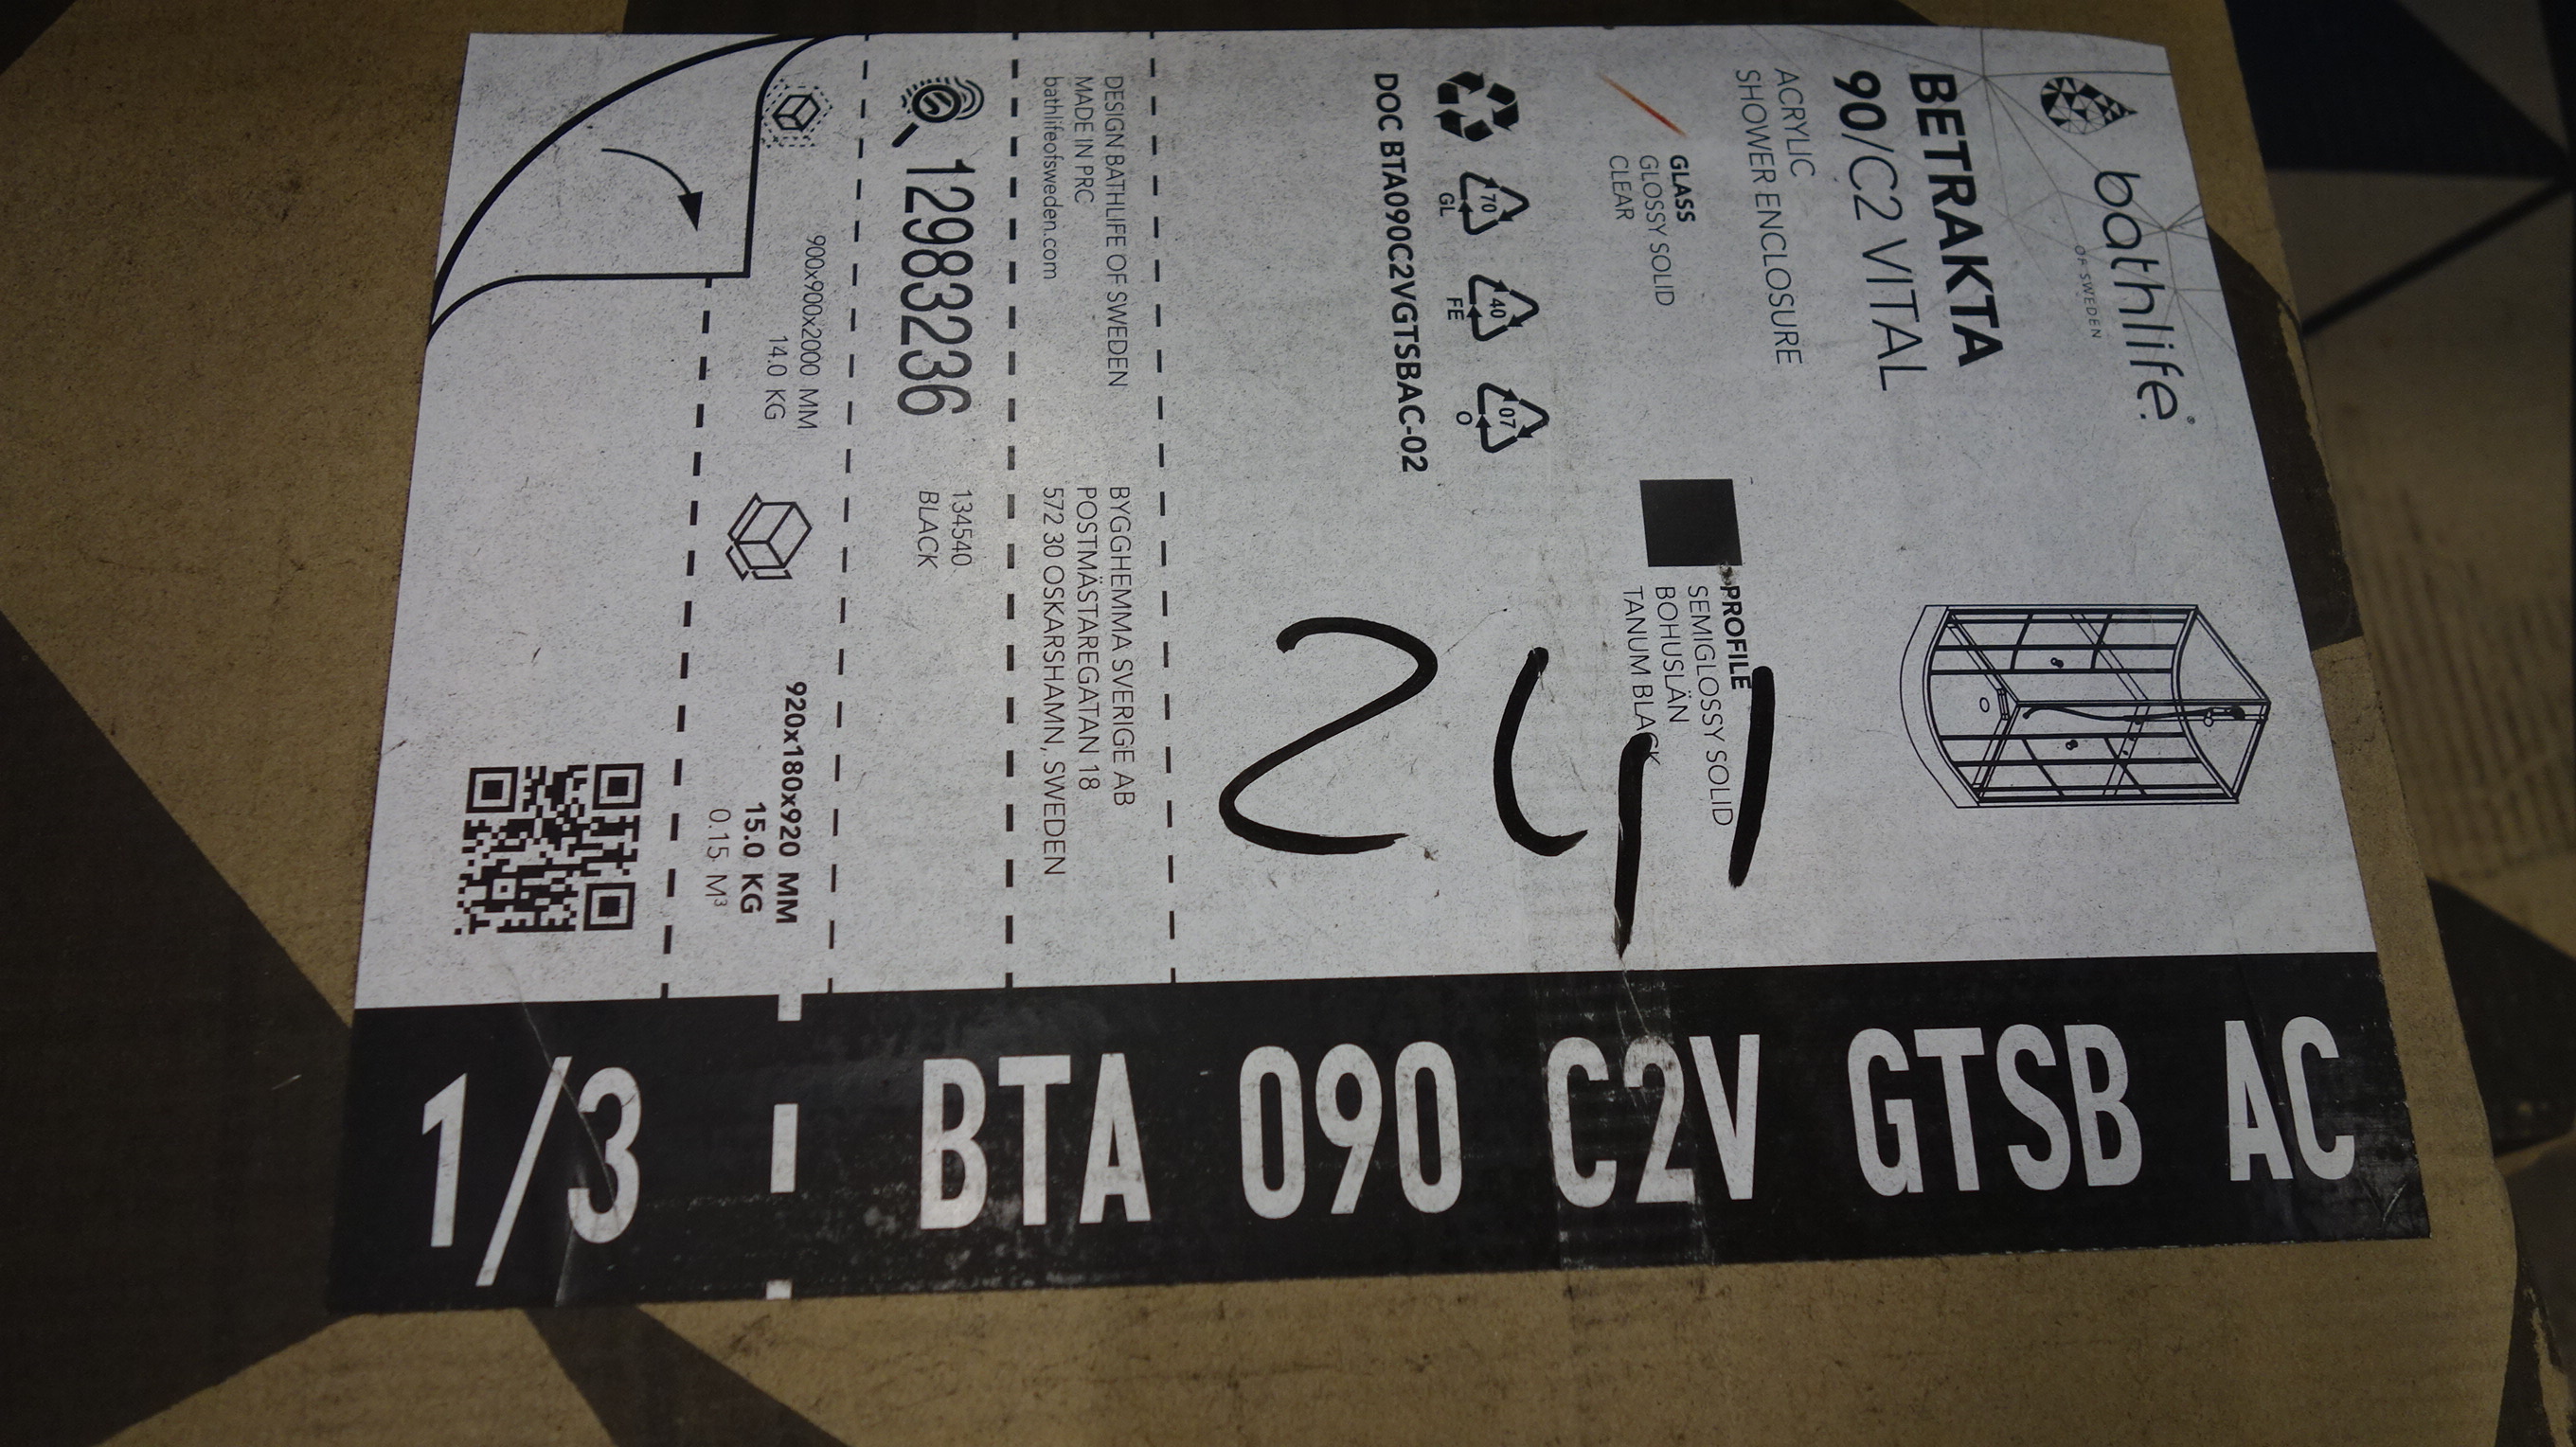 bathlife®
OF SWEDEN
BETRAKTA
90/C2 VITAL
ACRYLIC
SHOWER ENCLOSURE
GLASS
GLOSSY SOLID
CLEAR
PROFILE
SEMIGLOSSY SOLID
BOHUSLÄN
TANUM BLACK
241
70
GL
40
FE
07
O
DOC BTA090C2VGTSBAC-02
DESIGN BATHLIFE OF SWEDEN
MADE IN PRC
bathlifeofsweden.com
BYGGHEMMA SVERIGE AB
POSTMÄSTAREGATAN 18
572 30 OSKARSHAMN, SWEDEN
12983236
134540
BLACK
900x900x2000 MM
14.0 KG
920x180x920 MM
15.0 KG
0.15 M³
1/3 BTA 090 C2V GTSB AC